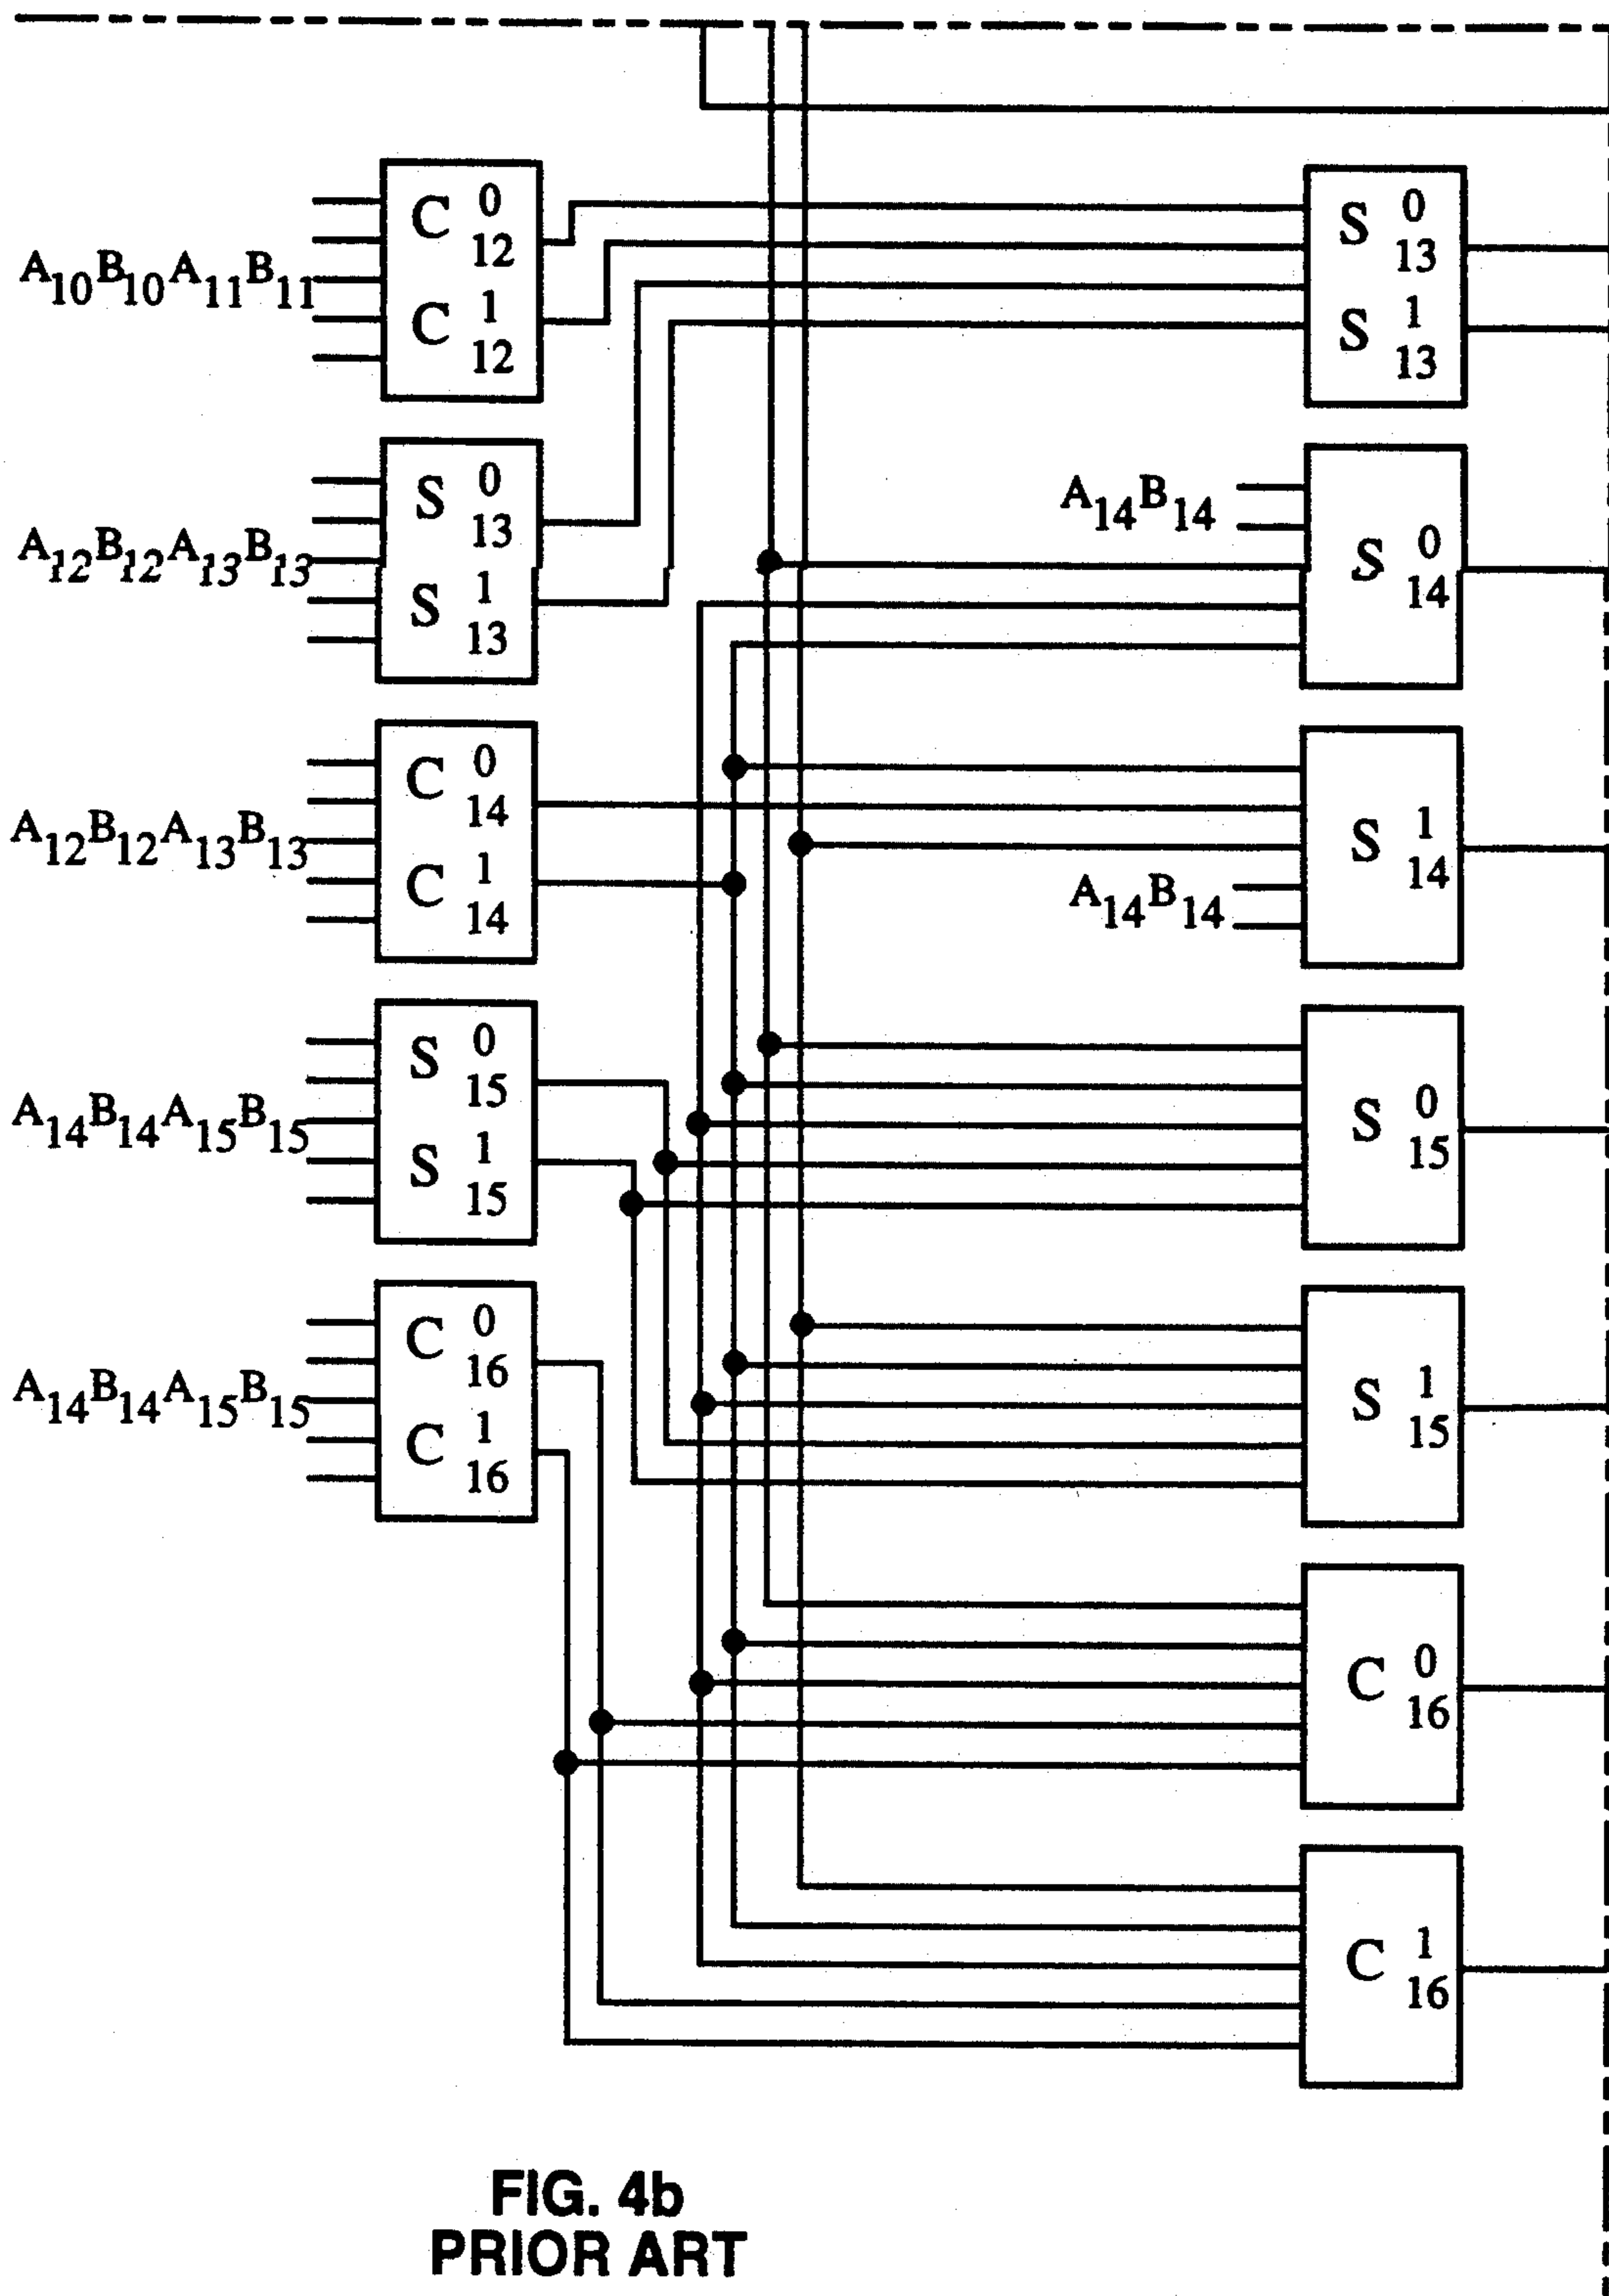 A10B10A11B11
C 0 12
C 1 12
S 0 13
S 1 13
A12B12A13B13
S 0 13
S 1 13
A14B14
S 0 14
A12B12A13B13
C 0 14
C 1 14
S 1 14
A14B14
A14B14A15B15
S 0 15
S 1 15
S 0 15
A14B14A15B15
C 0 16
C 1 16
S 1 15
C 0 16
C 1 16
FIG. 4b
PRIOR ART